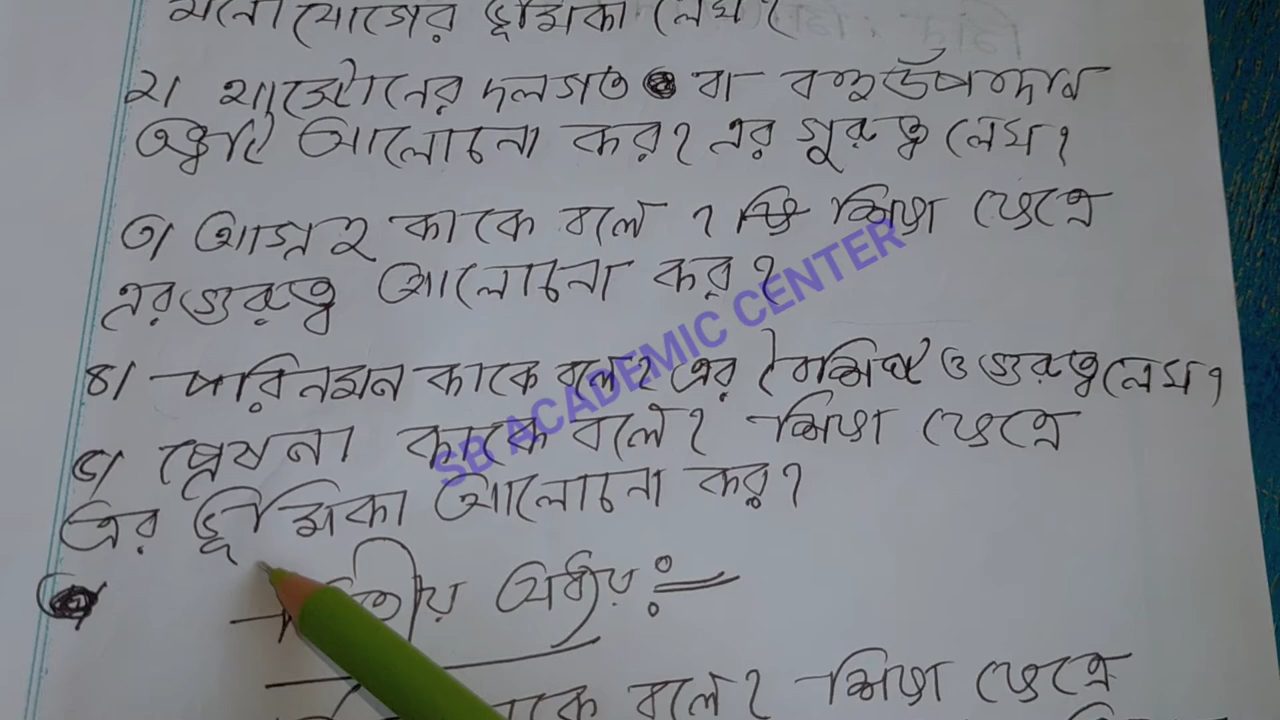 মনোযোগের ভূমিকা লেখ?
২। থার্স্টোনের দলগত বা বহুউপাদান
তত্ত্বটি আলোচনা কর? এর গুরুত্ব লেখ?
৩। আগ্রহ কাকে বলে ? শিক্ষা ক্ষেত্রে
এর গুরুত্ব আলোচনা কর?
৪। পরিনমন কাকে বলে? এর বৈশিষ্ট ও গুরুত্ব লেখ?
৫। প্রেষনা কাকে বলে? শিক্ষা ক্ষেত্রে
এর ভূমিকা আলোচনা কর?
অধ্যায় :
কাকে বলে? শিক্ষা ক্ষেত্রে
SB ACADEMIC CENTER